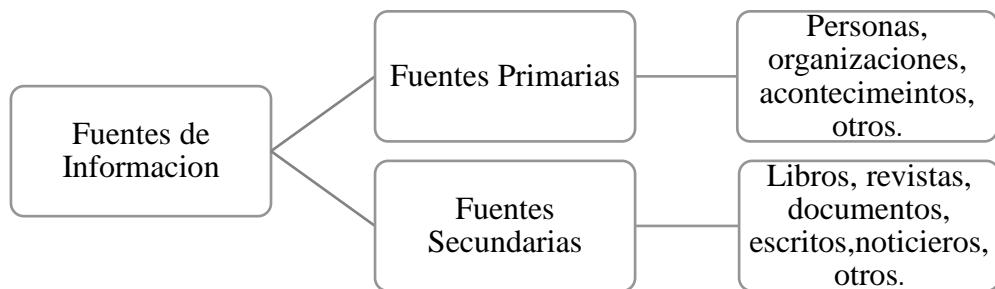 Fuentes de
Informacion
Fuentes Primarias
Personas,
organizaciones,
acontecimeintos,
otros.
Fuentes
Secundarias
Libros, revistas,
documentos,
escritos,noticieros,
otros.